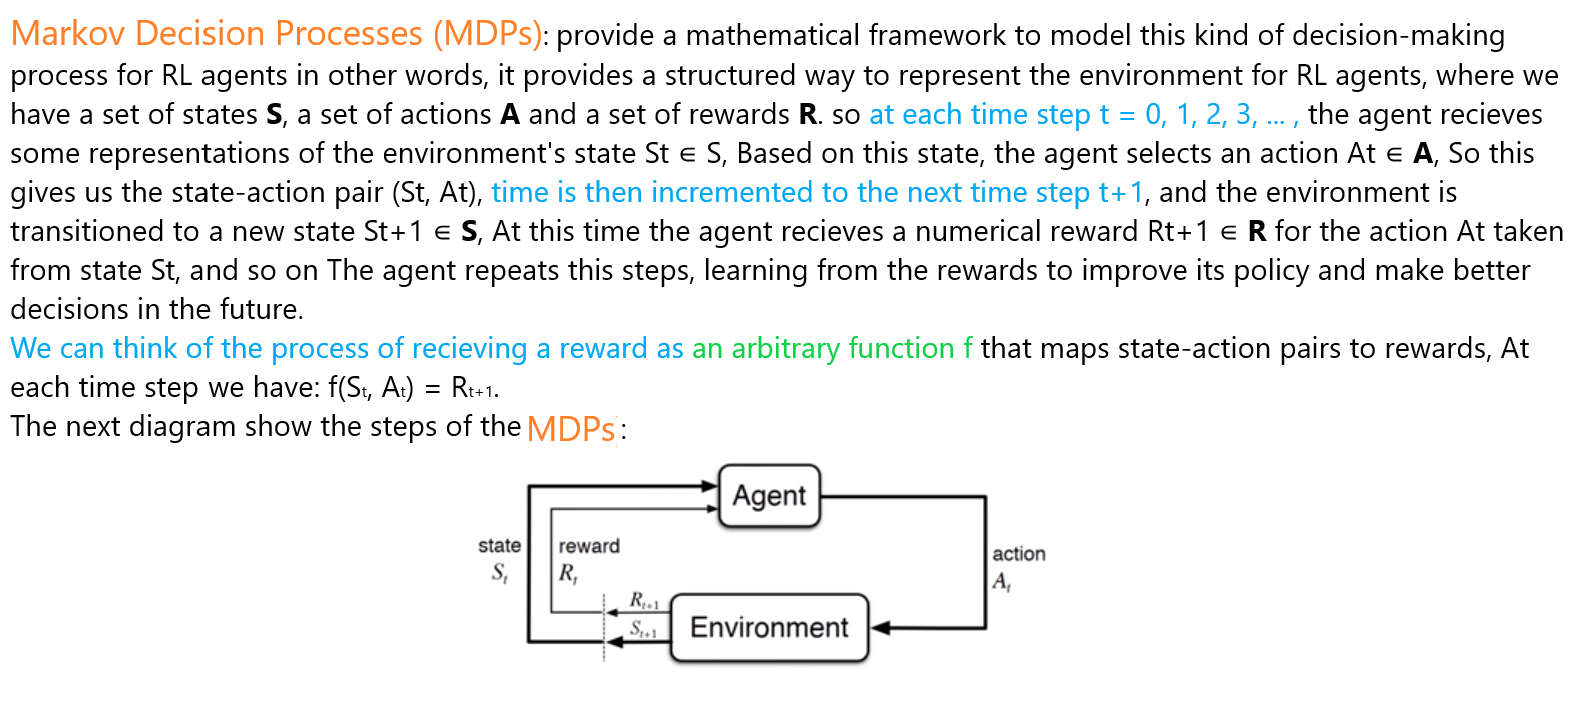 Markov Decision Processes (MDPs): provide a mathematical framework to model this kind of decision-making
process for RL agents in other words, it provides a structured way to represent the environment for RL agents, where we
have a set of states S, a set of actions A and a set of rewards R. so at each time step t = 0, 1, 2, 3, ... , the agent recieves
some representations of the environment's state St ∈ S, Based on this state, the agent selects an action At ∈ A, So this
gives us the state-action pair (St, At), time is then incremented to the next time step t+1, and the environment is
transitioned to a new state St+1 ∈ S, At this time the agent recieves a numerical reward Rt+1 ∈ R for the action At taken
from state St, and so on The agent repeats this steps, learning from the rewards to improve its policy and make better
decisions in the future.
We can think of the process of recieving a reward as an arbitrary function f that maps state-action pairs to rewards, At
each time step we have: f(St, At) = Rt+1.
The next diagram show the steps of the MDPs :
Agent
state
St
reward
Rt
action
At
Rt+1
St+1
Environment